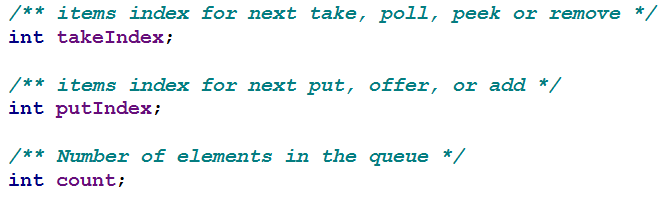 /** items index for next take, poll, peek or remove */
int takeIndex;
/** items index for next put, offer, or add */
int putIndex;
/** Number of elements in the queue */
int count;